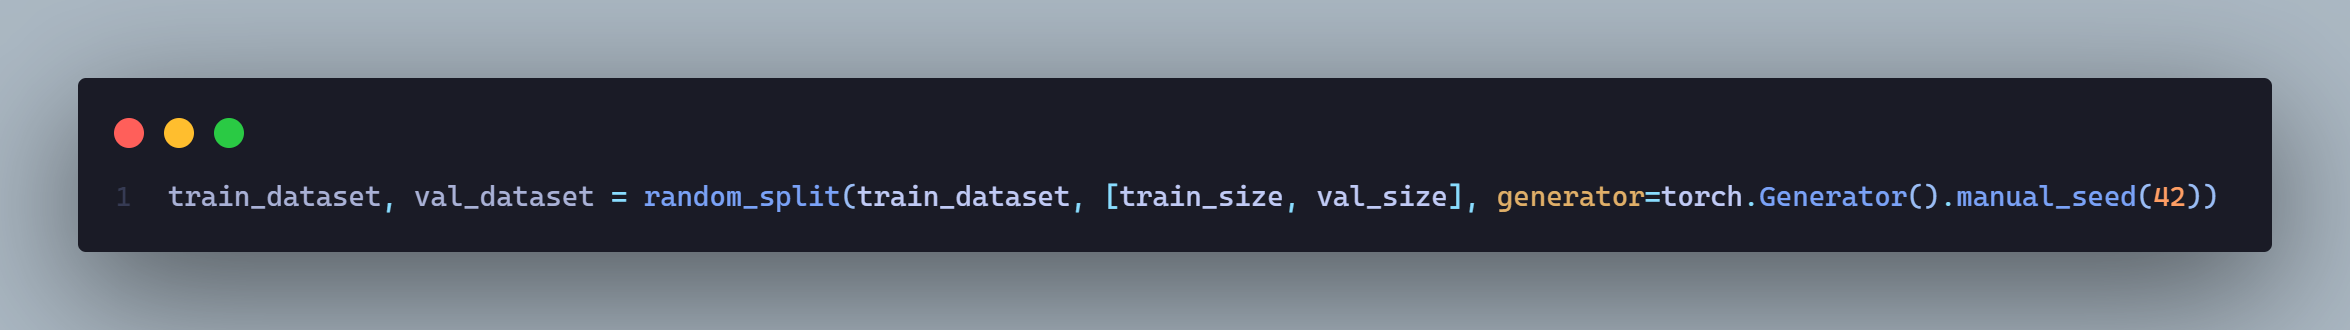 1 train_dataset, val_dataset = random_split(train_dataset, [train_size, val_size], generator=torch.Generator().manual_seed(42))